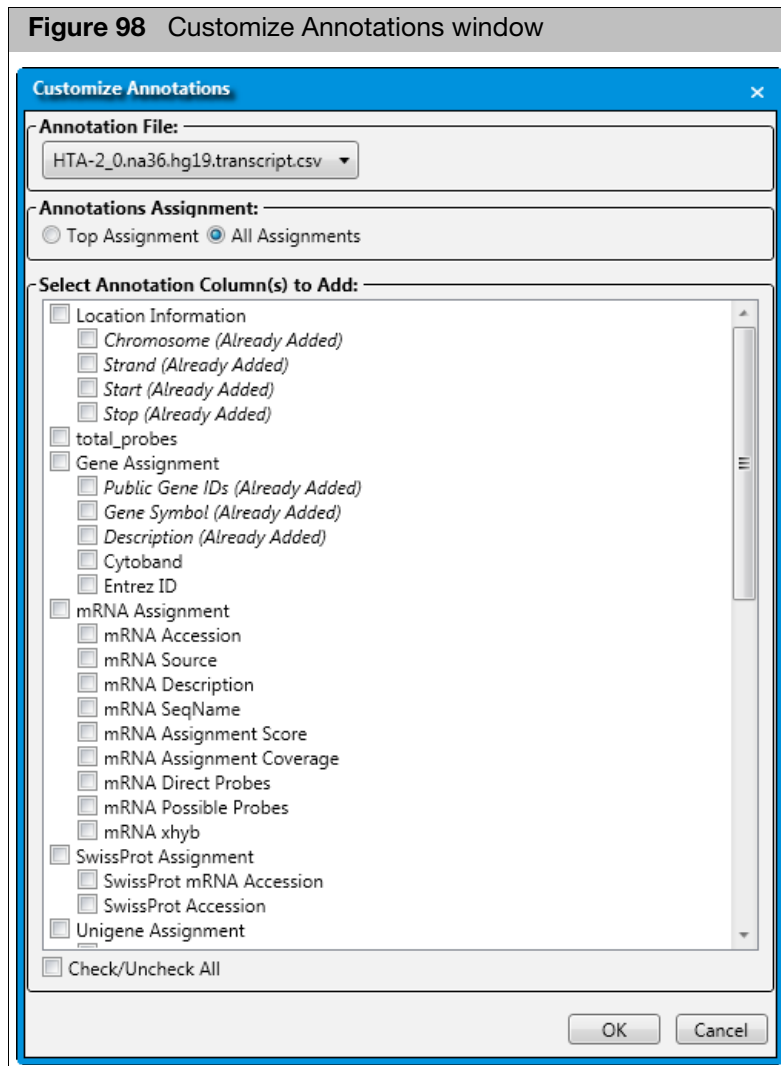 Figure 98 Customize Annotations window
Customize Annotations
Annotation File:
HTA-2_0.na36.hg19.transcript.csv
Annotations Assignment:
Top Assignment All Assignments
Select Annotation Column(s) to Add:
Location Information
Chromosome (Already Added)
Strand (Already Added)
Start (Already Added)
Stop (Already Added)
total_probes
Gene Assignment
Public Gene IDs (Already Added)
Gene Symbol (Already Added)
Description (Already Added)
Cytoband
Entrez ID
mRNA Assignment
mRNA Accession
mRNA Source
mRNA Description
mRNA SeqName
mRNA Assignment Score
mRNA Assignment Coverage
mRNA Direct Probes
mRNA Possible Probes
mRNA xhyb
SwissProt Assignment
SwissProt mRNA Accession
SwissProt Accession
Unigene Assignment
Check/Uncheck All
OK Cancel